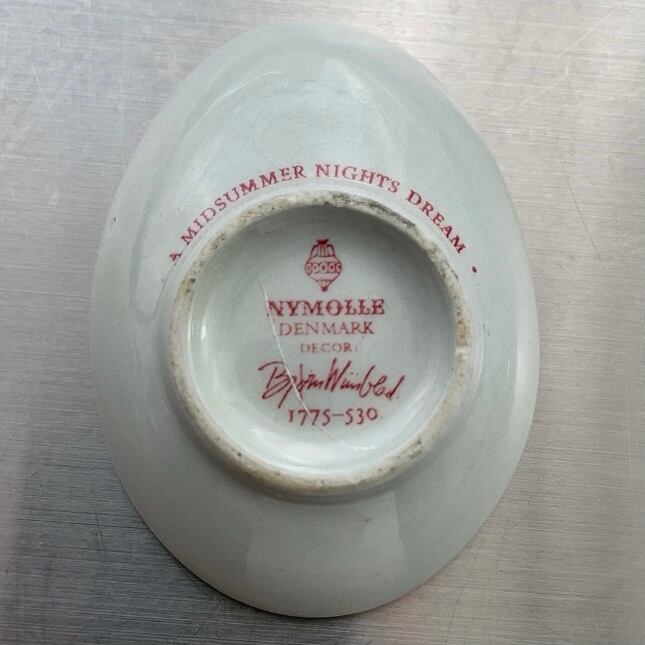 A MIDSUMMER NIGHTS DREAM
NYMOLLE
DENMARK
DECOR:
Bjørn Wiinblad
1775-530